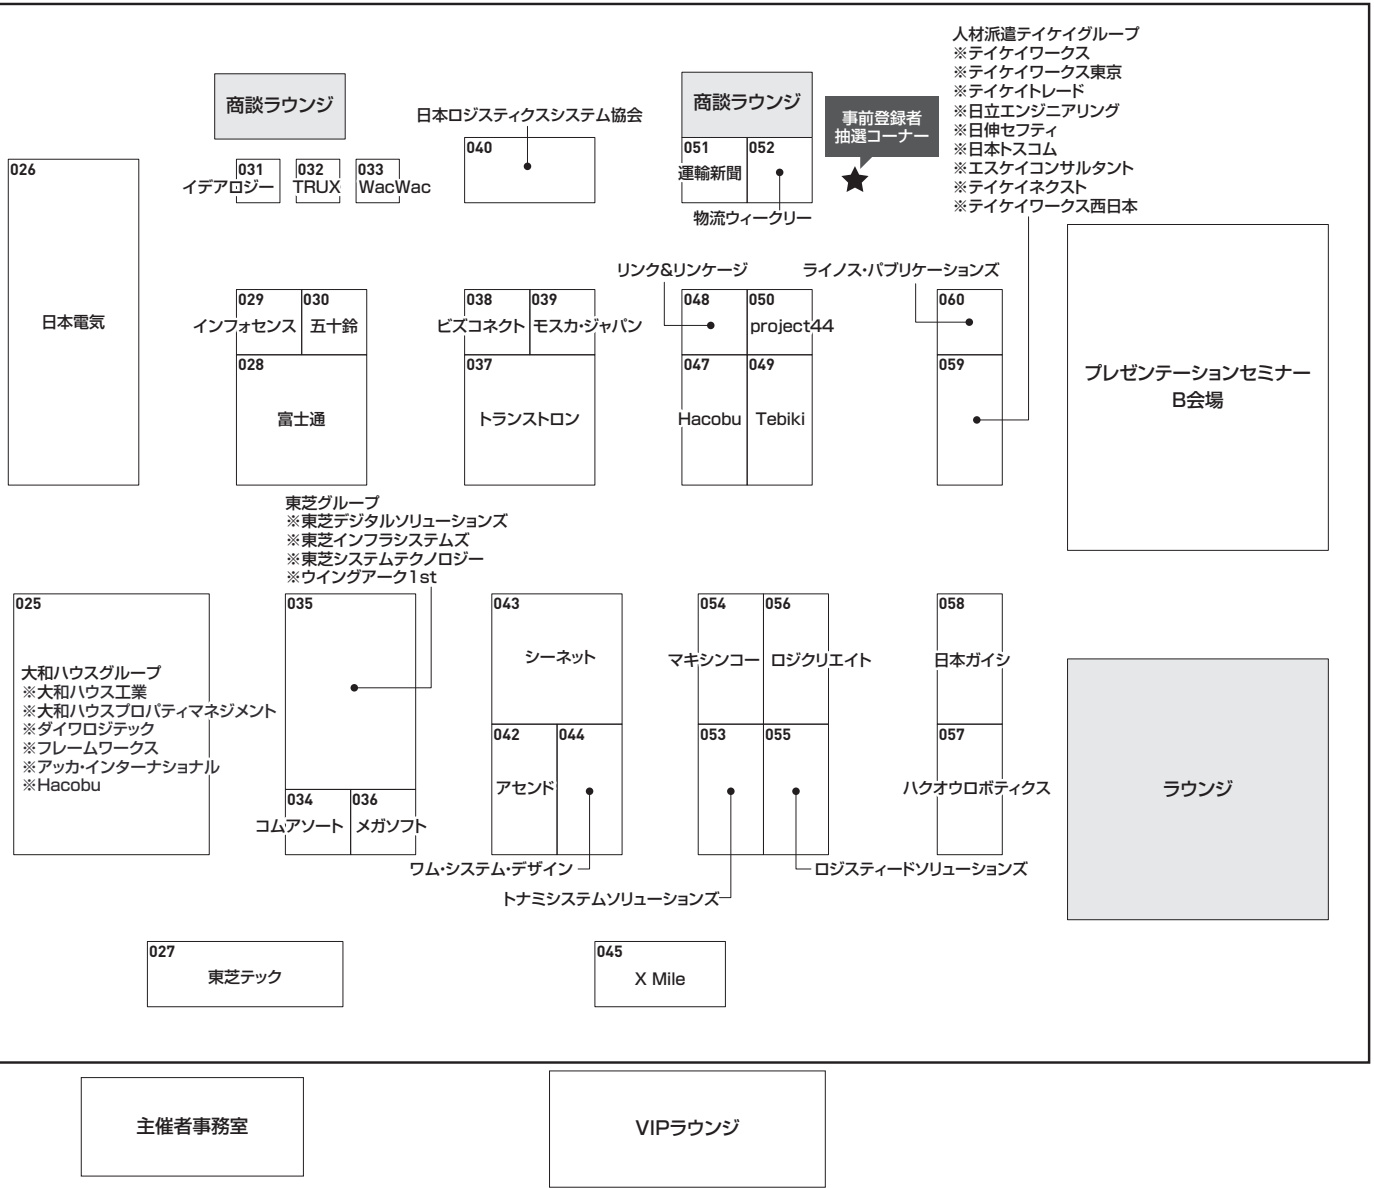 人材派遣テイケイグループ
※テイケイワークス
※テイケイワークス東京
※テイケイトレード
※日立エンジニアリング
※日伸セフティ
※日本トスコム
※エスケイコンサルタント
※テイケイネクスト
※テイケイワークス西日本
商談ラウンジ
日本ロジスティクスシステム協会
商談ラウンジ
事前登録者
抽選コーナー
026
日本電気
031
イデアロジー
032
TRUX
033
WacWac
040
051
運輸新聞
052
物流ウィークリー
リンク&リンケージ
ライノス・パブリケーションズ
029
インフォセンス
030
五十鈴
038
ビズコネクト
039
モスカ・ジャパン
048
050
project44
060
028
富士通
037
トランストロン
047
Hacobu
049
Tebiki
059
プレゼンテーションセミナー
B会場
東芝グループ
※東芝デジタルソリューションズ
※東芝インフラシステムズ
※東芝システムテクノロジー
※ウイングアーク1st
025
大和ハウスグループ
※大和ハウス工業
※大和ハウスプロパティマネジメント
※ダイワロジテック
※フレームワークス
※アッカ・インターナショナル
※Hacobu
035
043
シーネット
054
マキシンコー
056
ロジクリエイト
058
日本ガイシ
034
コムアソート
036
メガソフト
042
アセンド
044
053
055
057
ハクオウロボティクス
ラウンジ
ワム・システム・デザイン
ロジスティードソリューションズ
トナミシステムソリューションズ
027
東芝テック
045
X Mile
主催者事務室
VIPラウンジ